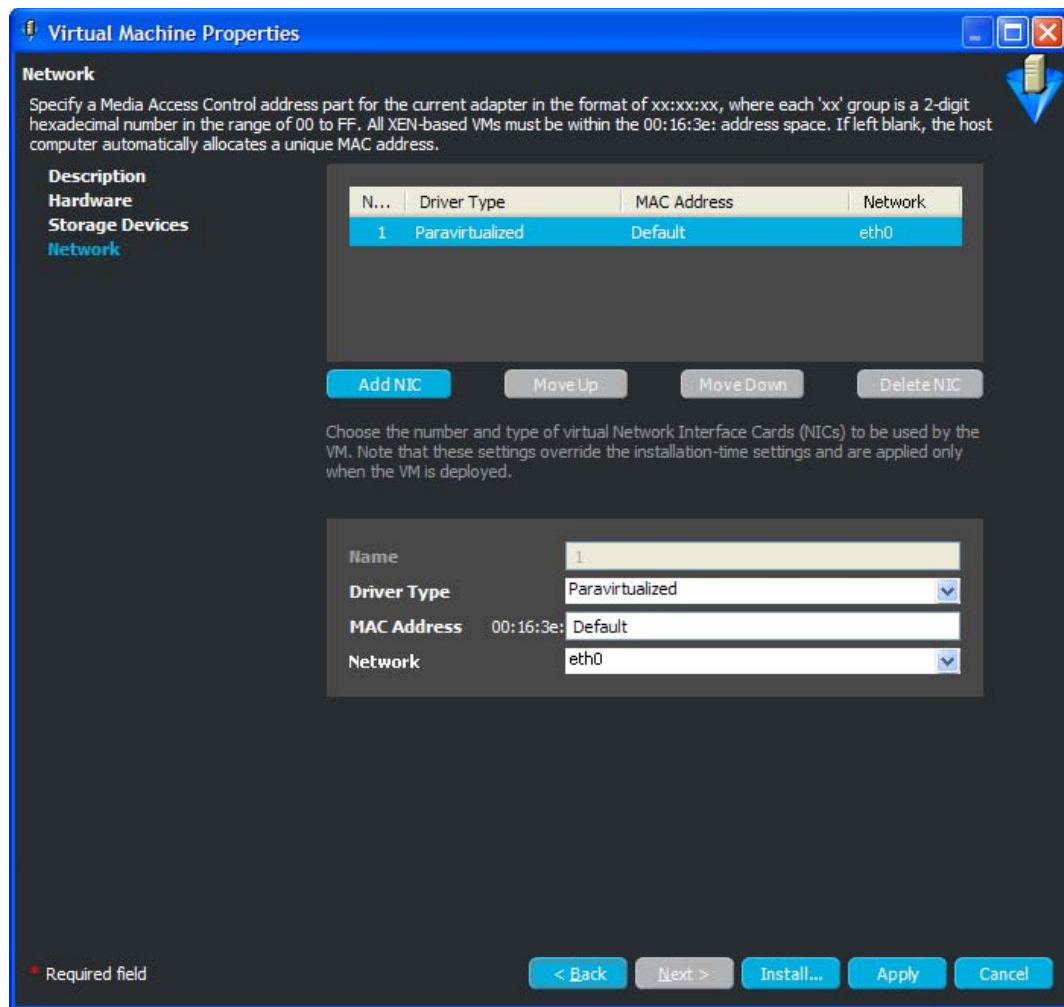 Virtual Machine Properties
Network
Specify a Media Access Control address part for the current adapter in the format of xx:xx:xx, where each 'xx' group is a 2-digit
hexadecimal number in the range of 00 to FF. All XEN-based VMs must be within the 00:16:3e: address space. If left blank, the host
computer automatically allocates a unique MAC address.
Description
Hardware
Storage Devices
Network
N... Driver Type MAC Address Network
1 Paravirtualized Default eth0
Add NIC Move Up Move Down Delete NIC
Choose the number and type of virtual Network Interface Cards (NICs) to be used by the
VM. Note that these settings override the installation-time settings and are applied only
when the VM is deployed.
Name 1
Driver Type Paravirtualized
MAC Address 00:16:3e: Default
Network eth0
* Required field < Back Next > Install... Apply Cancel